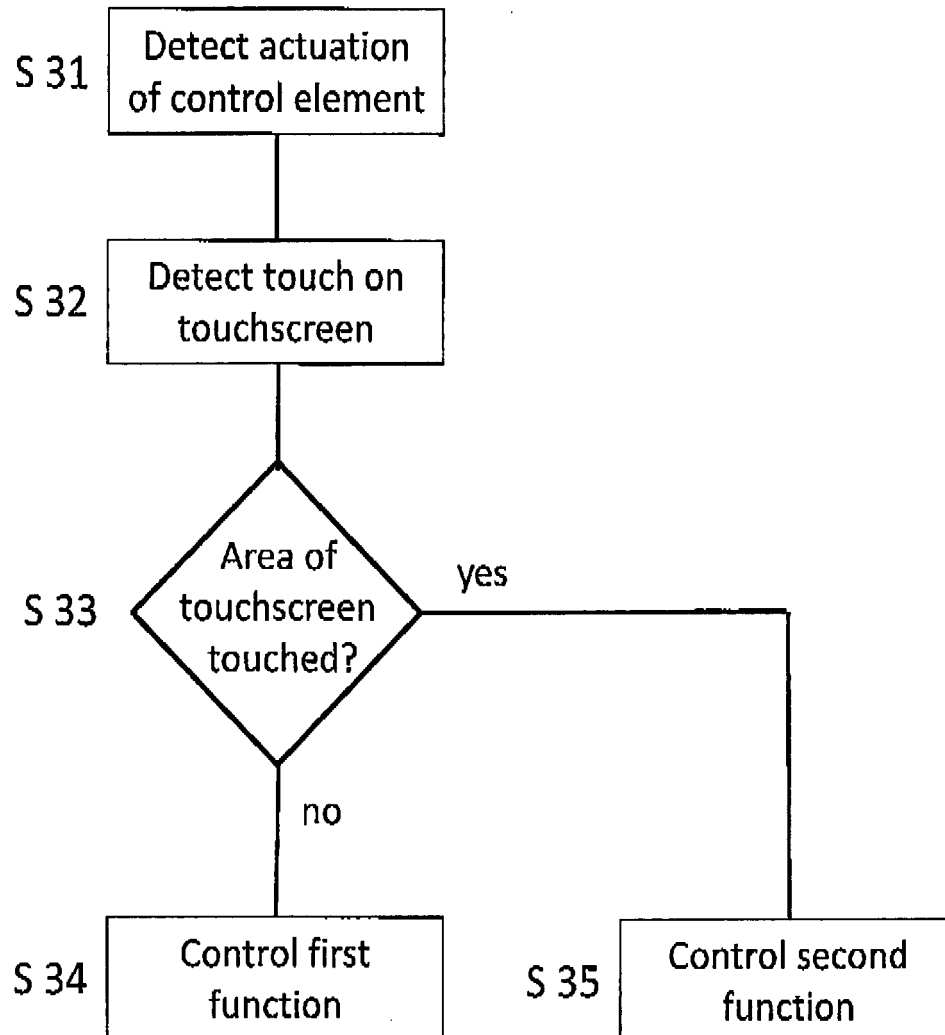 S 31
Detect actuation
of control element
S 32
Detect touch on
touchscreen
S 33
Area of
touchscreen
touched?
yes
no
S 34
Control first
function
S 35
Control second
function